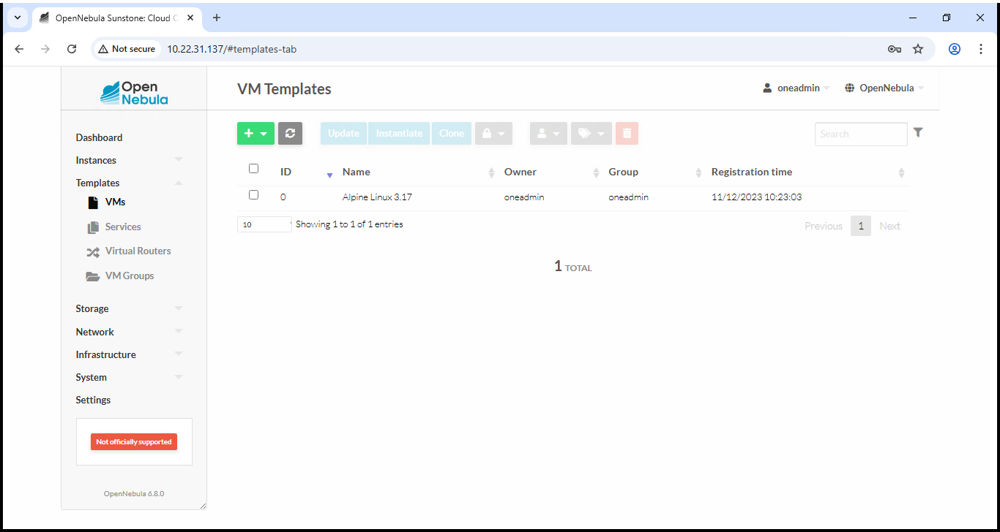 OpenNebula Sunstone: Cloud C
Not secure 10.22.31.137/#templates-tab
Open Nebula
VM Templates
oneadmin OpenNebula
Dashboard
Instances
Templates
VMs
Services
Virtual Routers
VM Groups
Storage
Network
Infrastructure
System
Settings
Not officially supported
OpenNebula 6.8.0
Update Instantiate Clone
Search
ID Name Owner Group Registration time
0 Alpine Linux 3.17 oneadmin oneadmin 11/12/2023 10:23:03
10 Showing 1 to 1 of 1 entries
Previous 1 Next
1 TOTAL